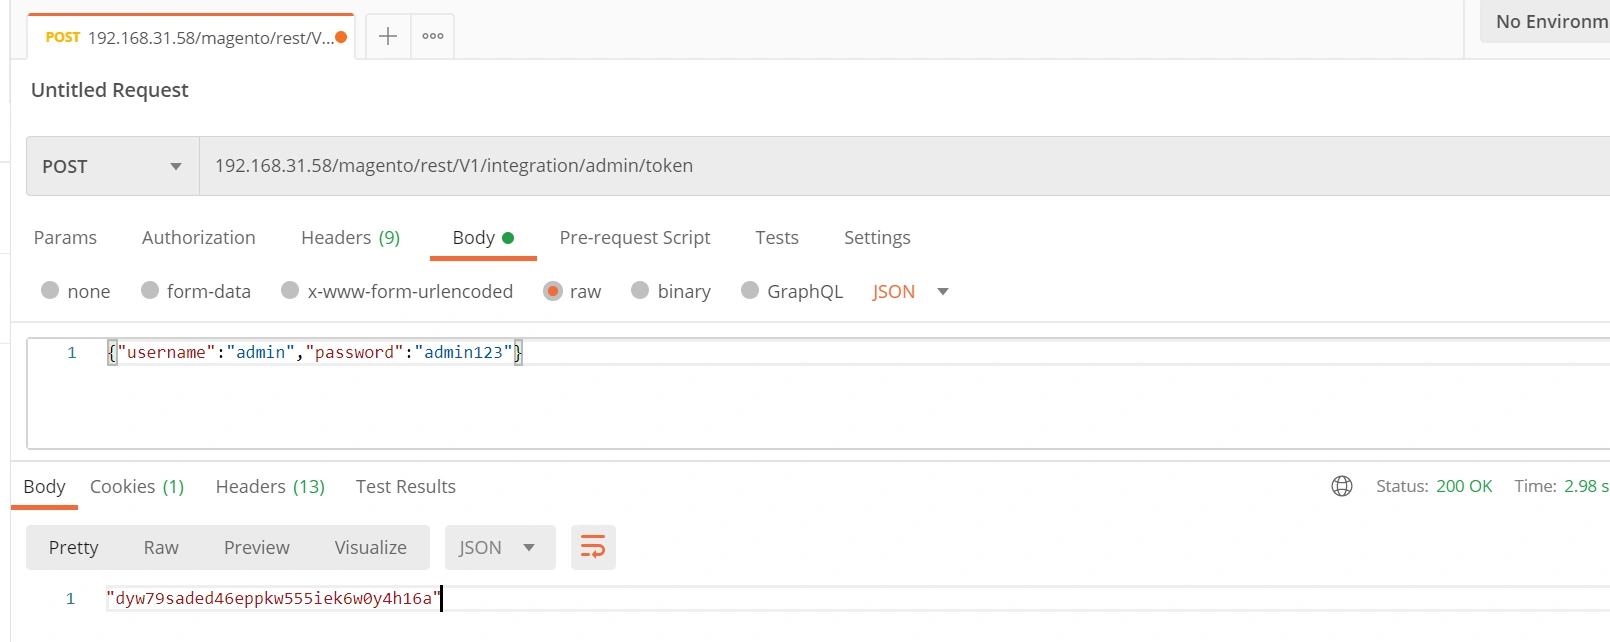 POST 192.168.31.58/magento/rest/V... + ooo No Environm
Untitled Request
POST 192.168.31.58/magento/rest/V1/integration/admin/token
Params Authorization Headers (9) Body Pre-request Script Tests Settings
none form-data x-www-form-urlencoded raw binary GraphQL JSON
1 {"username":"admin","password":"admin123"}
Body Cookies (1) Headers (13) Test Results Status: 200 OK Time: 2.98 s
Pretty Raw Preview Visualize JSON
1 "dyw79saded46eppkw555iek6w0y4h16a"